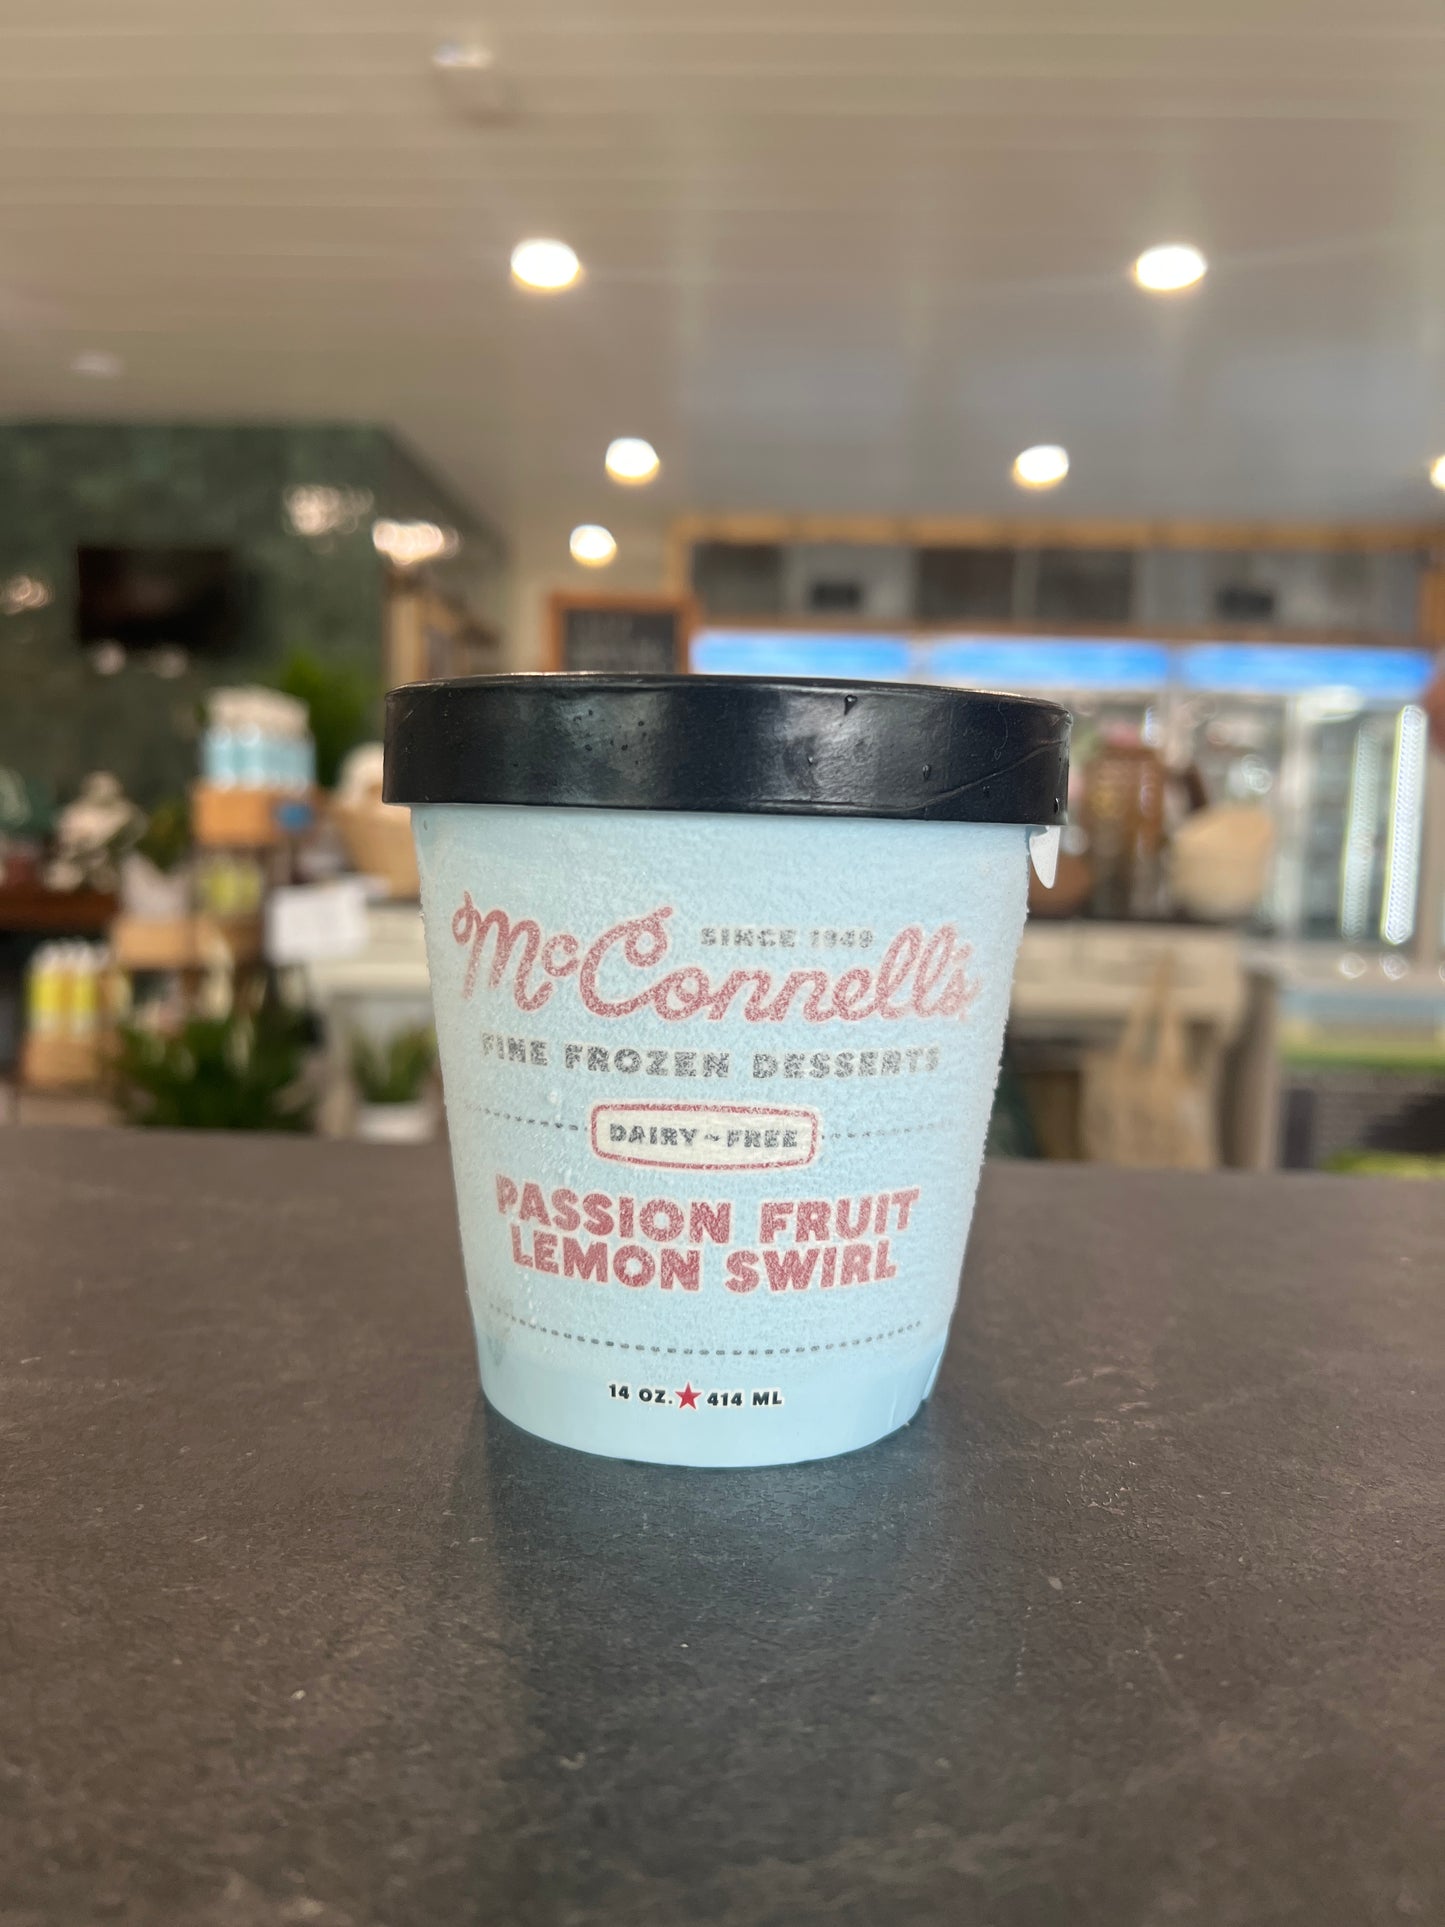 SINCE 1949
McConnell's
FINE FROZEN DESSERTS
DAIRY~FREE
PASSION FRUIT
LEMON SWIRL
14 OZ.★414 ML